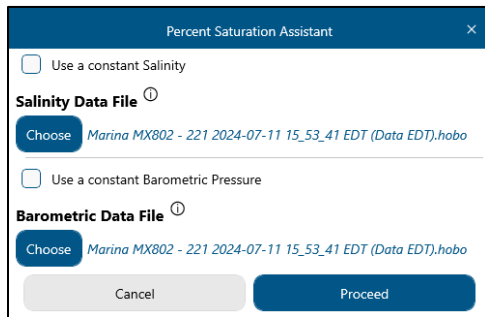 Percent Saturation Assistant
Use a constant Salinity
Salinity Data File
Choose Marina MX802 - 221 2024-07-11 15_53_41 EDT (Data EDT).hobo
Use a constant Barometric Pressure
Barometric Data File
Choose Marina MX802 - 221 2024-07-11 15_53_41 EDT (Data EDT).hobo
Cancel Proceed